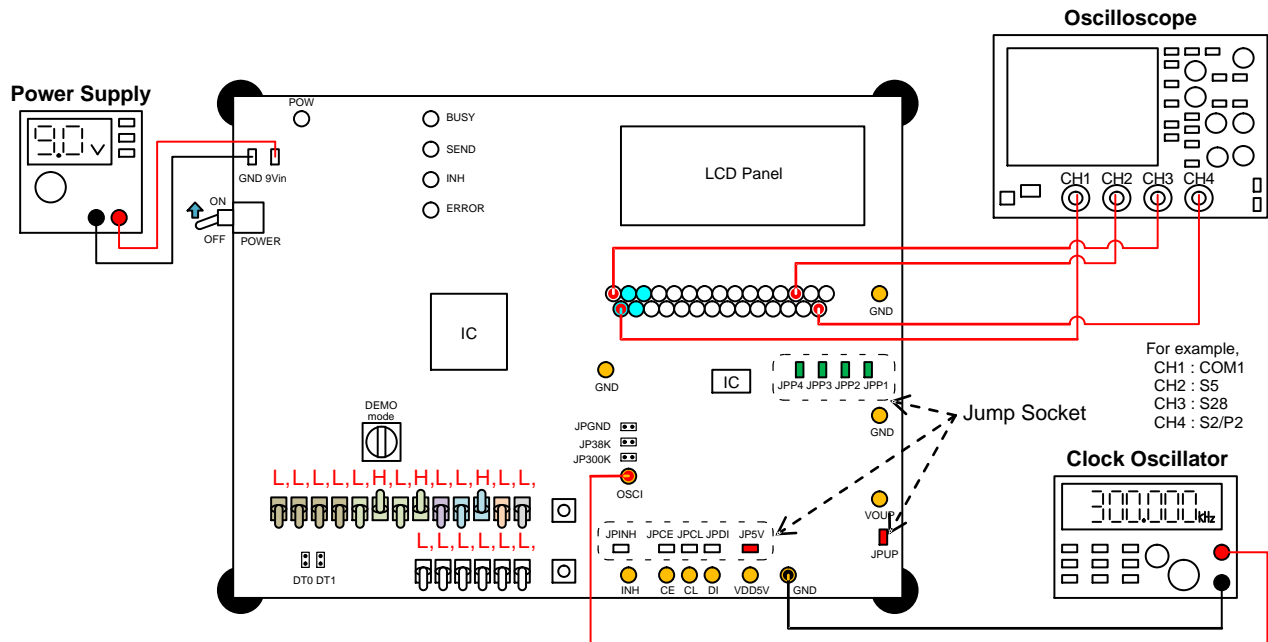 Oscilloscope
Power Supply
9.0 V
POW
BUSY
SEND
INH
ERROR
LCD Panel
CH1 CH2 CH3 CH4
GND 9Vin
ON
OFF
POWER
IC
GND
GND
IC
JPP4 JPP3 JPP2 JPP1
GND
For example,
CH1 : COM1
CH2 : S5
CH3 : S28
CH4 : S2/P2
Jump Socket
DEMO
mode
JPGND
JP38K
JP300K
OSCI
Clock Oscillator
300.000 kHz
L,L,L,L,L,H,L,H,L,L,H,L,L,
VOUP
JPUP
L,L,L,L,L,L,
JPINH JPCE JPCL JPDI JP5V
DT0 DT1
INH CE CL DI VDD5V GND